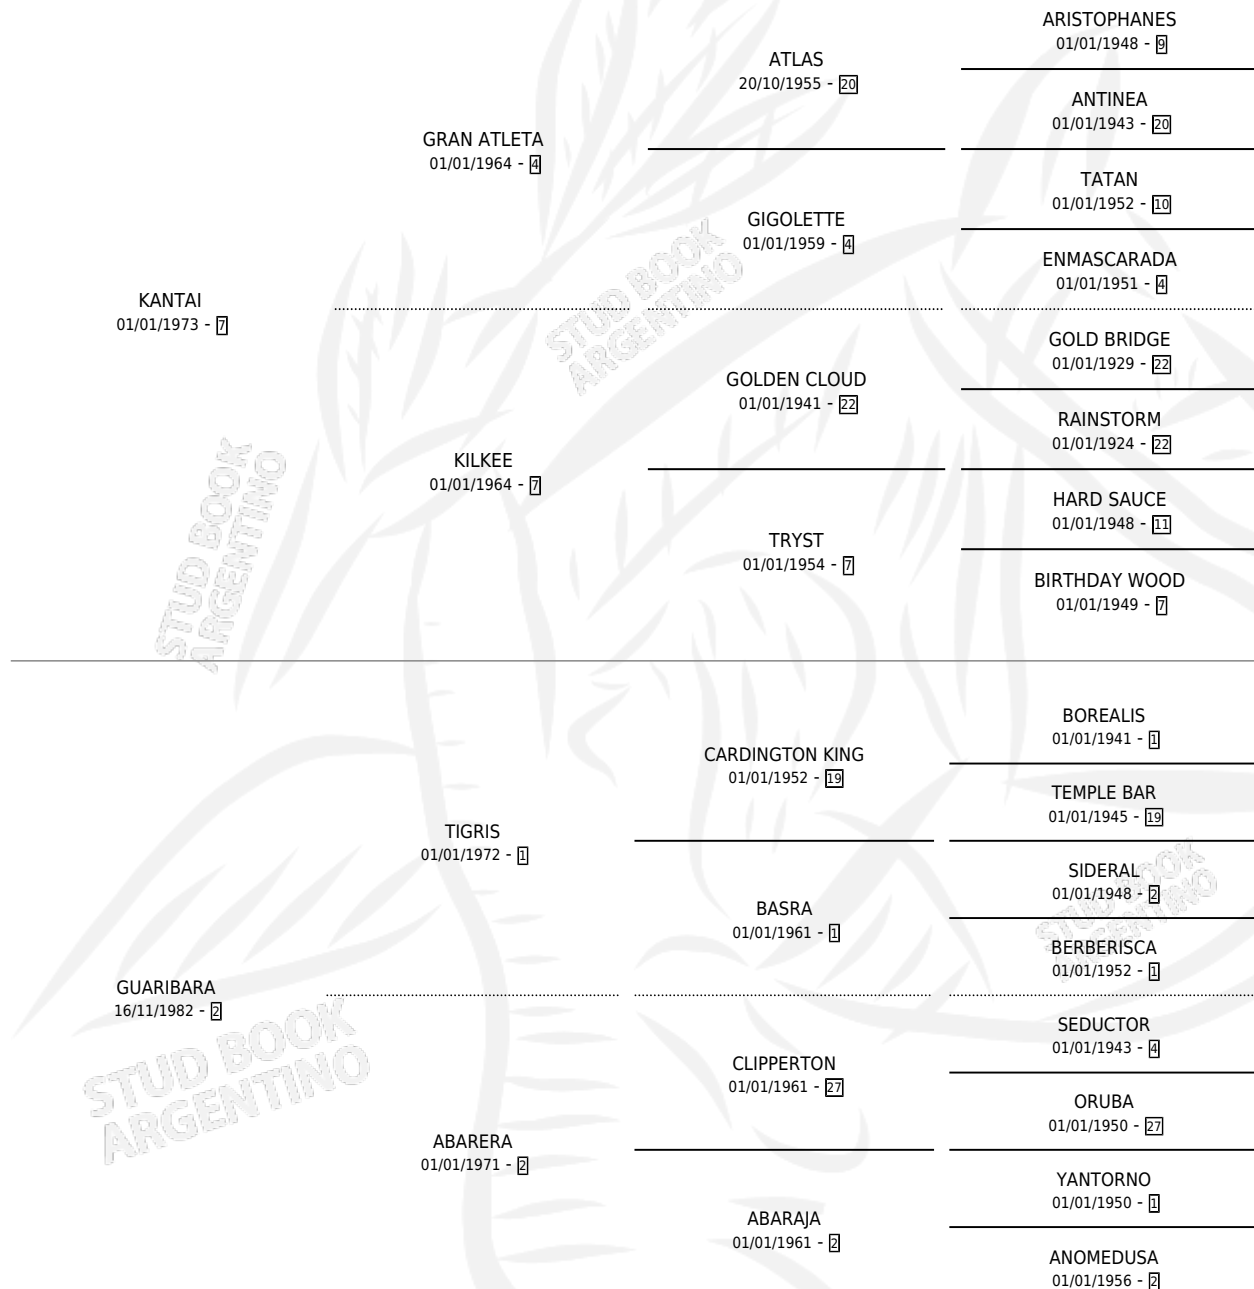 ARISTOPHANES
01/01/1948 - 9
ATLAS
20/10/1955 - 20
ANTINEA
01/01/1943 - 20
GRAN ATLETA
01/01/1964 - 4
TATAN
01/01/1952 - 10
GIGOLETTE
01/01/1959 - 4
ENMASCARADA
01/01/1951 - 4
KANTAI
01/01/1973 - 7
GOLD BRIDGE
01/01/1929 - 22
GOLDEN CLOUD
01/01/1941 - 22
RAINSTORM
01/01/1924 - 22
KILKEE
01/01/1964 - 7
HARD SAUCE
01/01/1948 - 11
TRYST
01/01/1954 - 7
BIRTHDAY WOOD
01/01/1949 - 7
BOREALIS
01/01/1941 - 1
CARDINGTON KING
01/01/1952 - 19
TEMPLE BAR
01/01/1945 - 19
TIGRIS
01/01/1972 - 1
SIDERAL
01/01/1948 - 2
BASRA
01/01/1961 - 1
BERBERISCA
01/01/1952 - 1
GUARIBARA
16/11/1982 - 2
SEDUCTOR
01/01/1943 - 4
CLIPPERTON
01/01/1961 - 27
ORUBA
01/01/1950 - 27
ABARERA
01/01/1971 - 2
YANTORNO
01/01/1950 - 1
ABARAJA
01/01/1961 - 2
ANOMEDUSA
01/01/1956 - 2
STUD BOOK
ARGENTINO
STUD BOOK
ARGENTINO
STUD BOOK
ARGENTINO
STUD BOOK
ARGENTINO